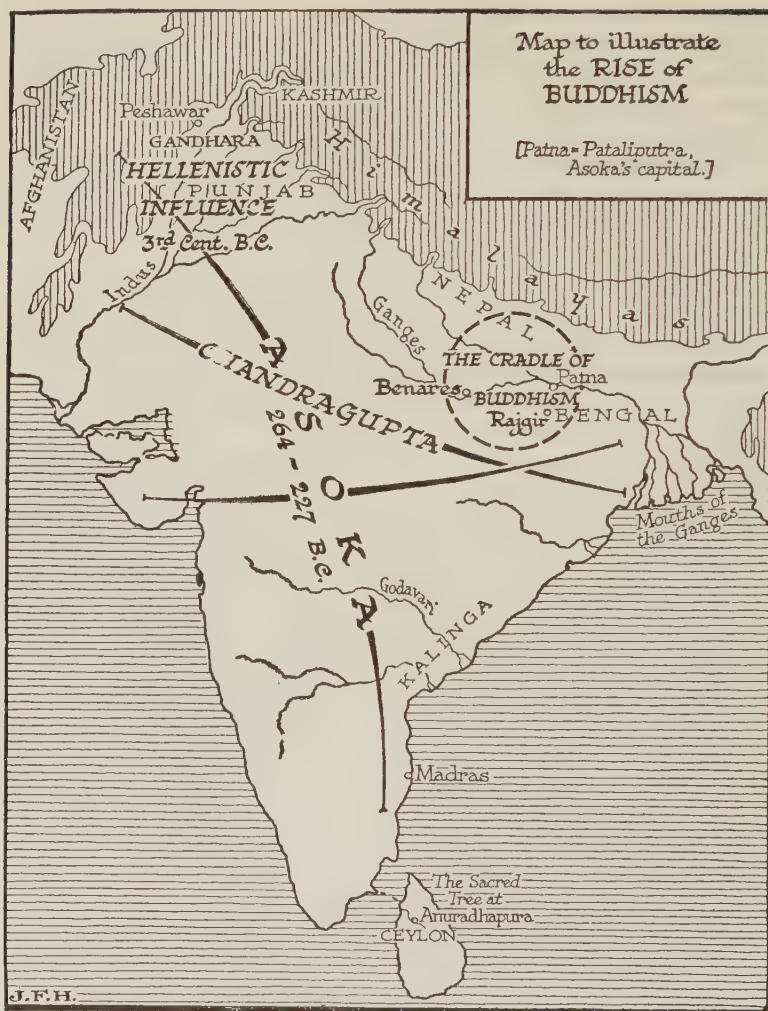 Map to illustrate
the RISE of
BUDDHISM
[Patna = Pataliputra,
Asoka's capital.]
AFGHANISTAN
Peshawar
KASHMIR
GANDHARA
HELLENISTIC
PUNJAB
INFLUENCE
3rd Cent. B.C.
Himalayas
Indus
NEPAL
Ganges
THE CRADLE OF
BUDDHISM
Patna
Benares
Rajgir
BENGAL
CHANDRAGUPTA
ASOKA
264-227 B.C.
Mouths of
the Ganges
Godavari
KALINGA
Madras
The Sacred
Tree at
Anuradhapura
CEYLON
J.F.H.